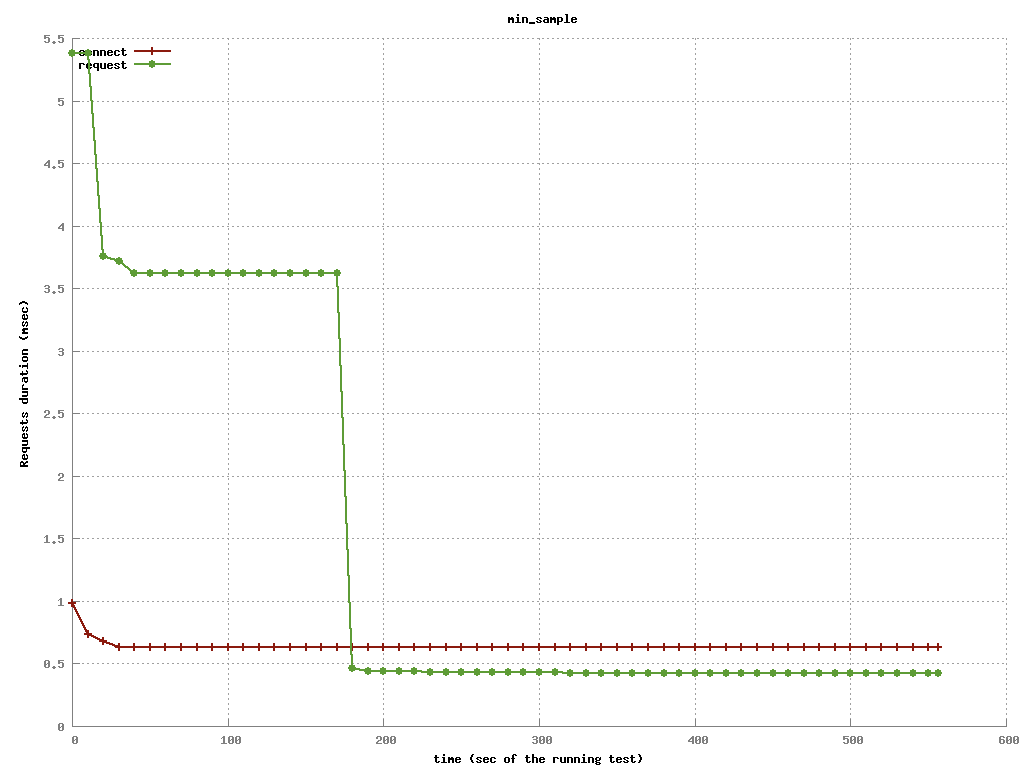 min_sample
5.5
connect
request
5
4.5
4
3.5
3
2.5
2
1.5
1
0.5
0
Requests duration (msec)
0 100 200 300 400 500 600
time (sec of the running test)